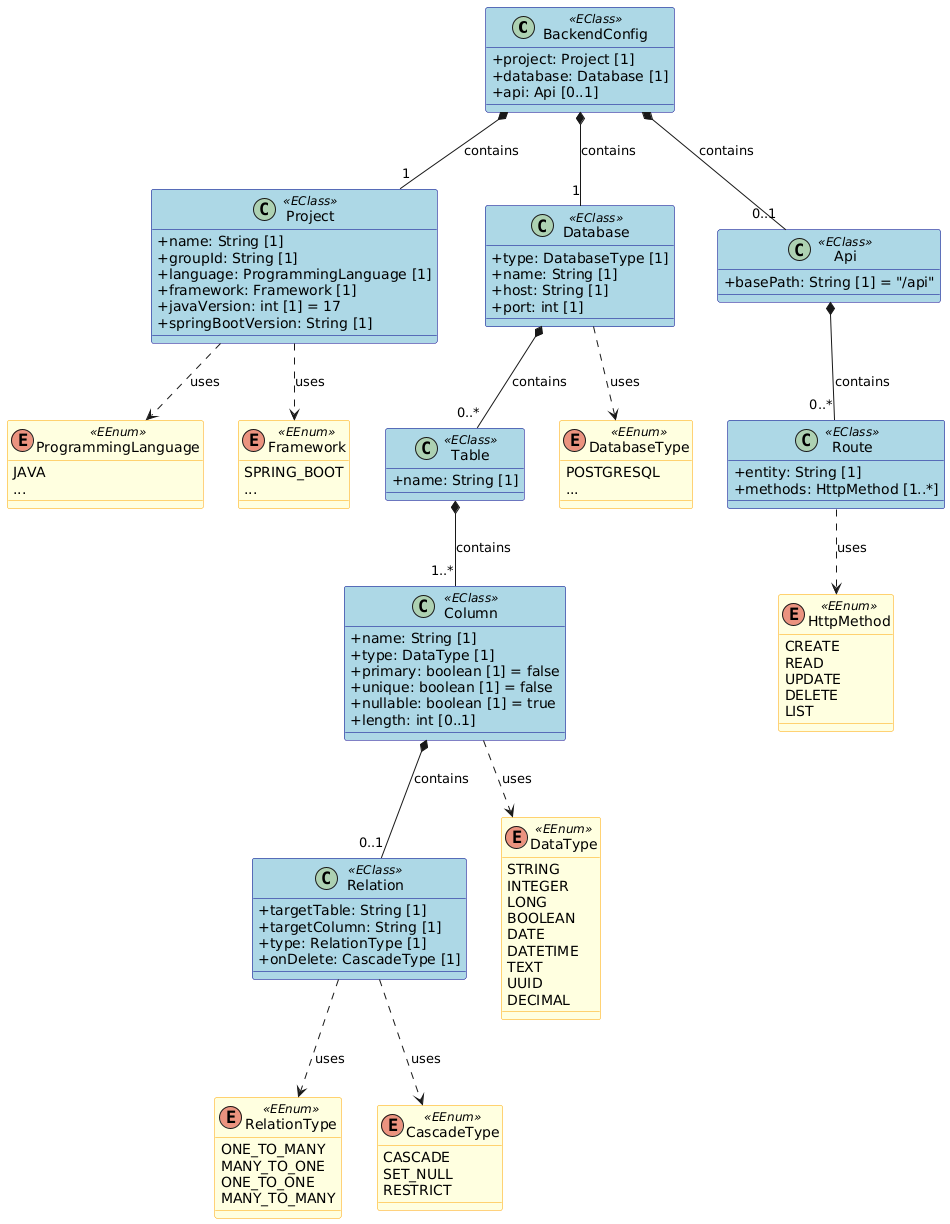 C
«EClass»
BackendConfig
+project: Project [1]
+database: Database [1]
+api: Api [0..1]
contains
contains
contains
1
1
0..1
C
«EClass»
Project
+name: String [1]
+groupId: String [1]
+language: ProgrammingLanguage [1]
+framework: Framework [1]
+javaVersion: int [1] = 17
+springBootVersion: String [1]
C
«EClass»
Database
+type: DatabaseType [1]
+name: String [1]
+host: String [1]
+port: int [1]
C
«EClass»
Api
+basePath: String [1] = "/api"
uses
uses
contains
uses
contains
0..*
0..*
E
«EEnum»
ProgrammingLanguage
JAVA
...
E
«EEnum»
Framework
SPRING_BOOT
...
C
«EClass»
Table
+name: String [1]
E
«EEnum»
DatabaseType
POSTGRESQL
...
C
«EClass»
Route
+entity: String [1]
+methods: HttpMethod [1..*]
contains
1..*
uses
C
«EClass»
Column
+name: String [1]
+type: DataType [1]
+primary: boolean [1] = false
+unique: boolean [1] = false
+nullable: boolean [1] = true
+length: int [0..1]
E
«EEnum»
HttpMethod
CREATE
READ
UPDATE
DELETE
LIST
contains
uses
0..1
C
«EClass»
Relation
+targetTable: String [1]
+targetColumn: String [1]
+type: RelationType [1]
+onDelete: CascadeType [1]
E
«EEnum»
DataType
STRING
INTEGER
LONG
BOOLEAN
DATE
DATETIME
TEXT
UUID
DECIMAL
uses
uses
E
«EEnum»
RelationType
ONE_TO_MANY
MANY_TO_ONE
ONE_TO_ONE
MANY_TO_MANY
E
«EEnum»
CascadeType
CASCADE
SET_NULL
RESTRICT